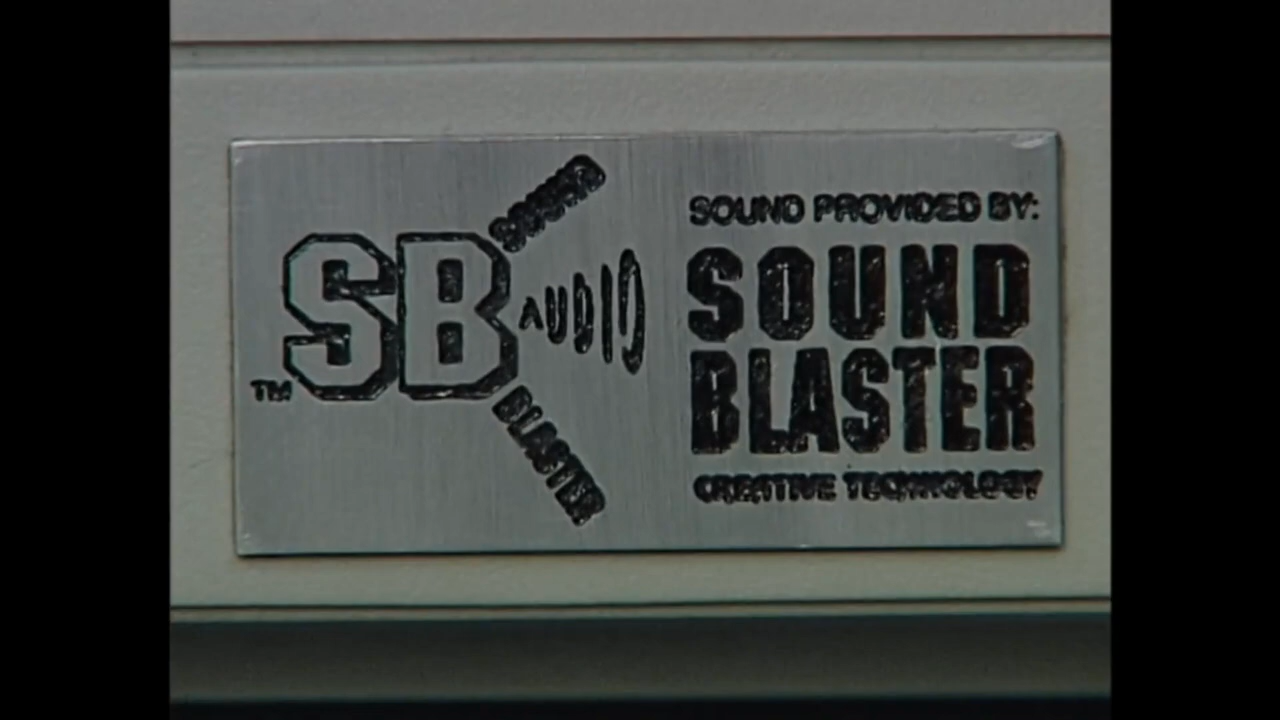 SOUND
SB
AUDIO
TM
BLASTER
SOUND PROVIDED BY:
SOUND
BLASTER
CREATIVE TECHNOLOGY